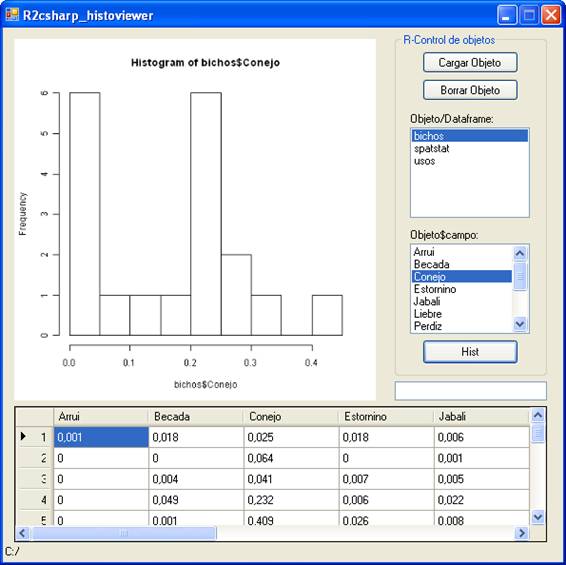 R2csharp_histoviewer
Histogram of bichos$Conejo
Frequency
0 1 2 3 4 5 6
0.0 0.1 0.2 0.3 0.4
bichos$Conejo
R-Control de objetos
Cargar Objeto
Borrar Objeto
Objeto/Dataframe:
bichos
spatstat
usos
Objeto$campo:
Arrui
Becada
Conejo
Estornino
Jabali
Liebre
Perdiz
Hist
Arrui Becada Conejo Estornino Jabali
1 0,001 0,018 0,025 0,018 0,006
2 0 0 0,064 0 0,001
3 0 0,004 0,041 0,007 0,005
4 0 0,049 0,232 0,006 0,022
5 0 0,001 0,409 0,026 0,008
C:/